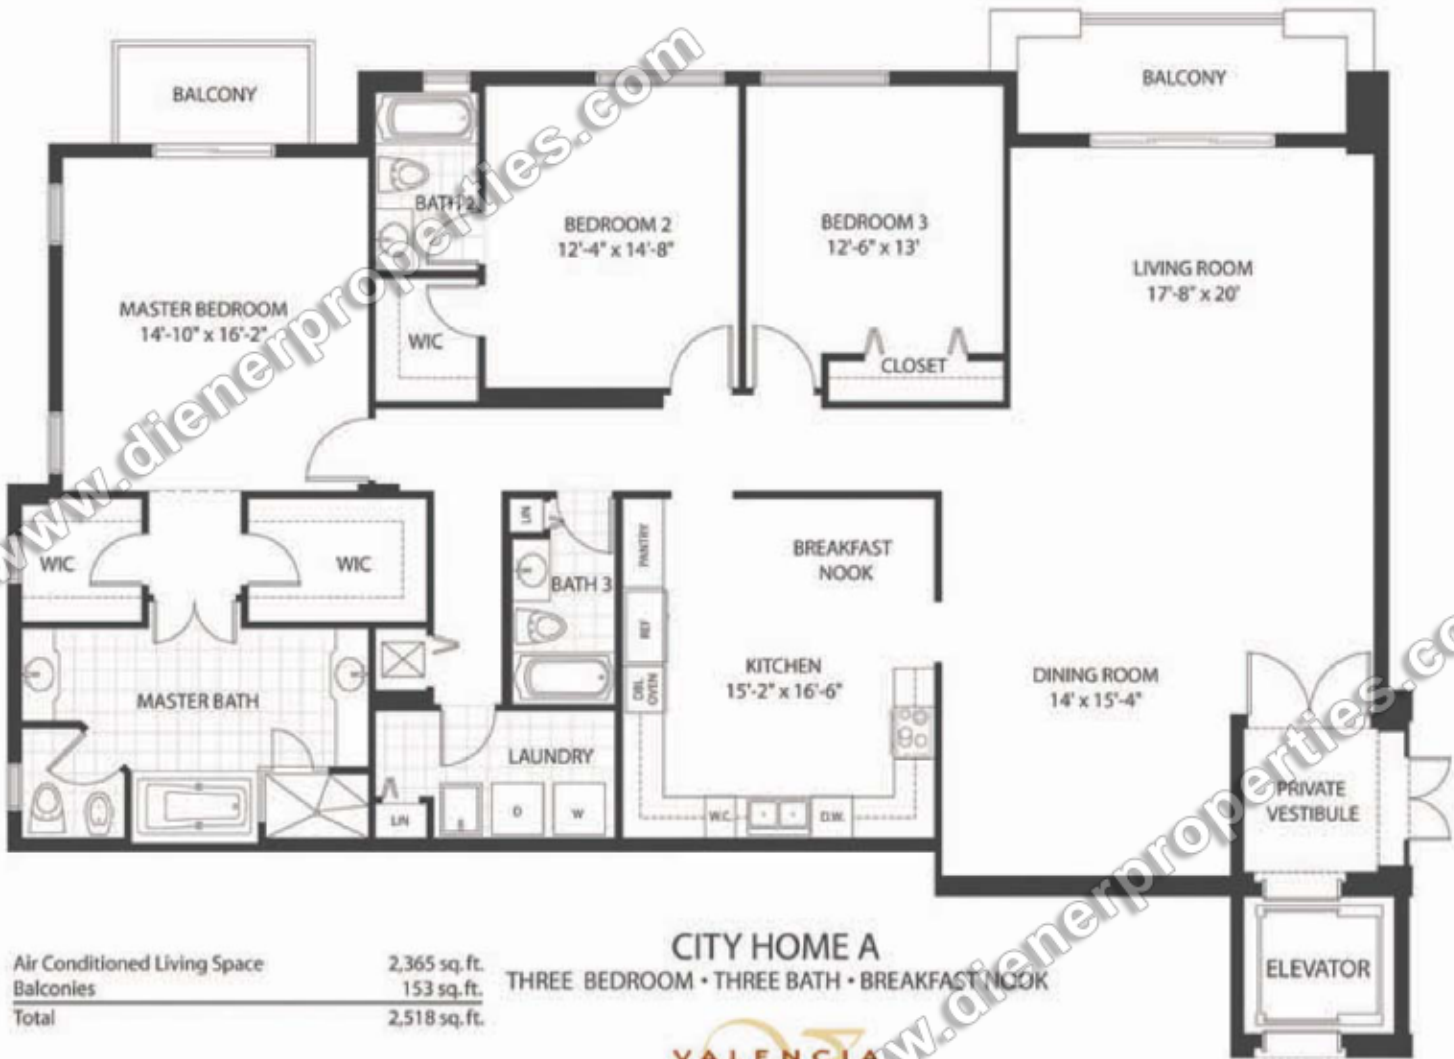 BALCONY
BALCONY
BATH 2
BEDROOM 2
12'-4" x 14'-8"
BEDROOM 3
12'-6" x 13'
LIVING ROOM
17'-8" x 20'
MASTER BEDROOM
14'-10" x 16'-2"
WIC
CLOSET
WIC
WIC
LIN
PANTRY
BREAKFAST
NOOK
BATH 3
REF
KITCHEN
15'-2" x 16'-6"
DBL
OVEN
DINING ROOM
14' x 15'-4"
MASTER BATH
LAUNDRY
LIN
D
W
W.C.
D.W.
PRIVATE
VESTIBULE
ELEVATOR
CITY HOME A
THREE BEDROOM • THREE BATH • BREAKFAST NOOK
Air Conditioned Living Space 2,365 sq. ft.
Balconies 153 sq. ft.
Total 2,518 sq. ft.
VALENCIA
www.dienerproperties.com
www.dienerproperties.co